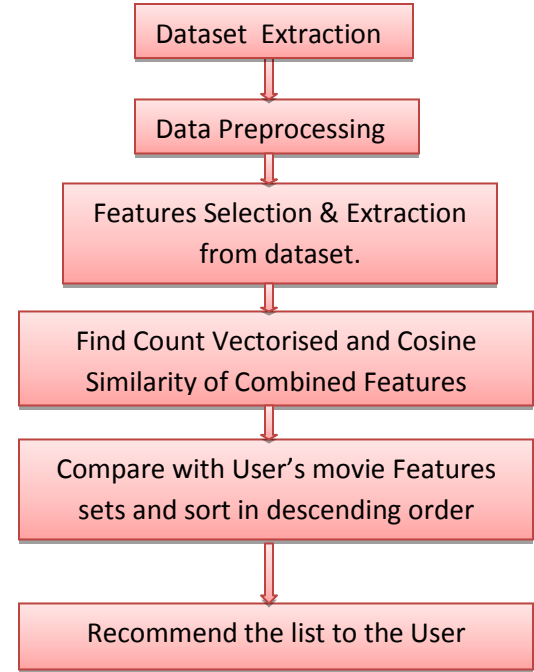 Dataset Extraction
Data Preprocessing
Features Selection & Extraction
from dataset.
Find Count Vectorised and Cosine
Similarity of Combined Features
Compare with User’s movie Features
sets and sort in descending order
Recommend the list to the User